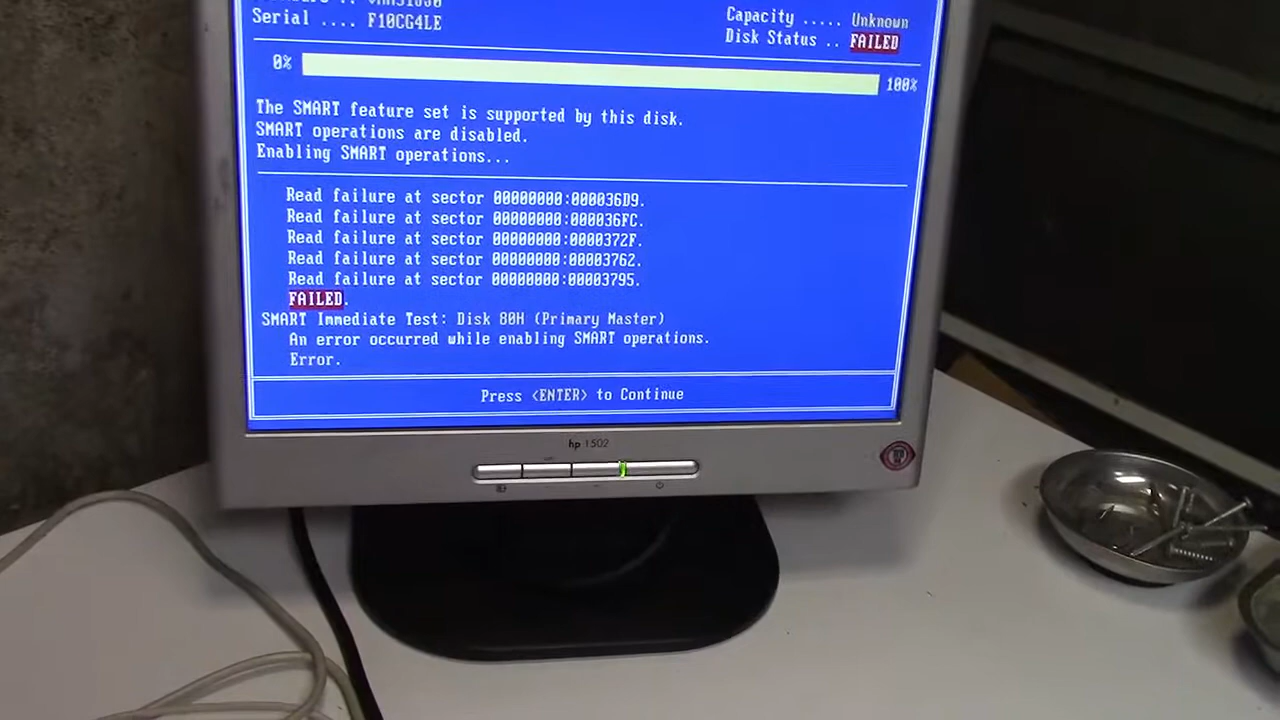 Serial .... F10CG4LE
Capacity ..... Unknown
Disk Status .. FAILED
0%
100%
The SMART feature set is supported by this disk.
SMART operations are disabled.
Enabling SMART operations...
Read failure at sector 00000000:000036D9.
Read failure at sector 00000000:000036FC.
Read failure at sector 00000000:0000372F.
Read failure at sector 00000000:00003762.
Read failure at sector 00000000:00003795.
FAILED.
SMART Immediate Test: Disk 80H (Primary Master)
An error occurred while enabling SMART operations.
Error.
Press <ENTER> to Continue
hp 1502